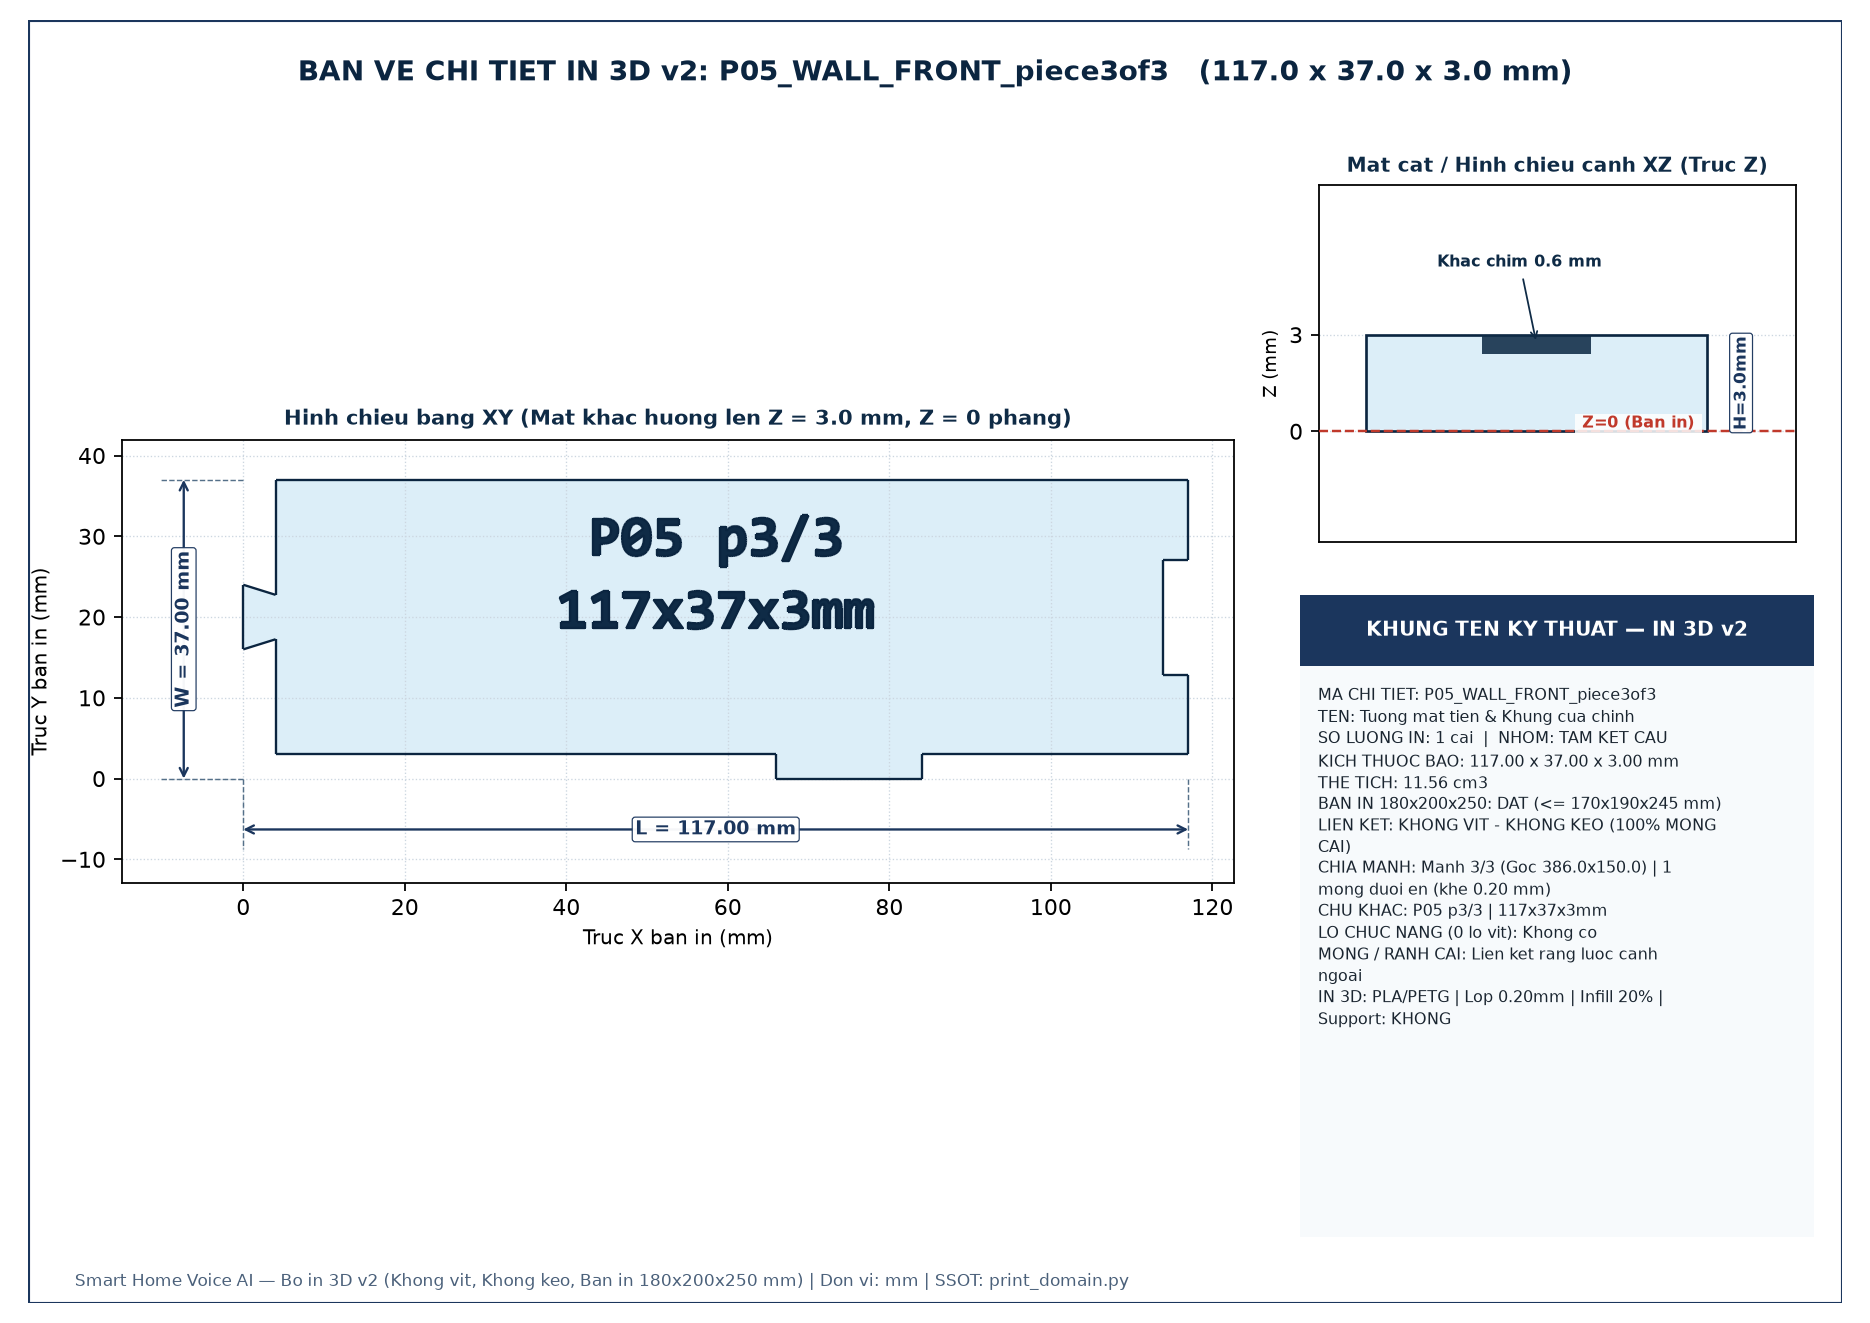 BAN VE CHI TIET IN 3D v2: P05_WALL_FRONT_piece3of3 (117.0 x 37.0 x 3.0 mm)
Mat cat / Hinh chieu canh XZ (Truc Z)
Khac chim 0.6 mm
Z (mm)
3
0
Z=0 (Ban in)
H=3.0mm
Hinh chieu bang XY (Mat khac huong len Z = 3.0 mm, Z = 0 phang)
Truc Y ban in (mm)
40
30
20
10
0
−10
W = 37.00 mm
P05 p3/3
117x37x3mm
L = 117.00 mm
0 20 40 60 80 100 120
Truc X ban in (mm)
KHUNG TEN KY THUAT — IN 3D v2
MA CHI TIET: P05_WALL_FRONT_piece3of3
TEN: Tuong mat tien & Khung cua chinh
SO LUONG IN: 1 cai | NHOM: TAM KET CAU
KICH THUOC BAO: 117.00 x 37.00 x 3.00 mm
THE TICH: 11.56 cm3
BAN IN 180x200x250: DAT (<= 170x190x245 mm)
LIEN KET: KHONG VIT - KHONG KEO (100% MONG
CAI)
CHIA MANH: Manh 3/3 (Goc 386.0x150.0) | 1
mong duoi en (khe 0.20 mm)
CHU KHAC: P05 p3/3 | 117x37x3mm
LO CHUC NANG (0 lo vit): Khong co
MONG / RANH CAI: Lien ket rang luoc canh
ngoai
IN 3D: PLA/PETG | Lop 0.20mm | Infill 20% |
Support: KHONG
Smart Home Voice AI — Bo in 3D v2 (Khong vit, Khong keo, Ban in 180x200x250 mm) | Don vi: mm | SSOT: print_domain.py